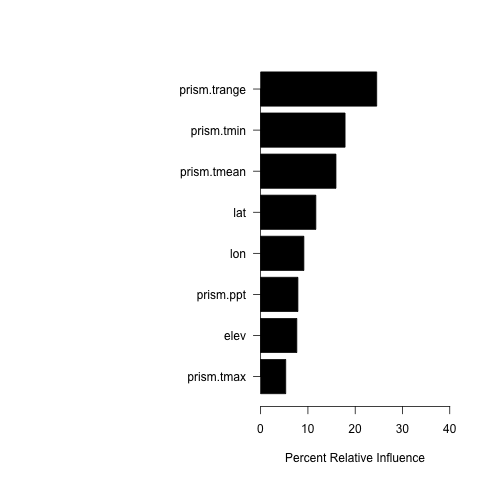 prism.trange
prism.tmin
prism.tmean
lat
lon
prism.ppt
elev
prism.tmax
0 10 20 30 40
Percent Relative Influence